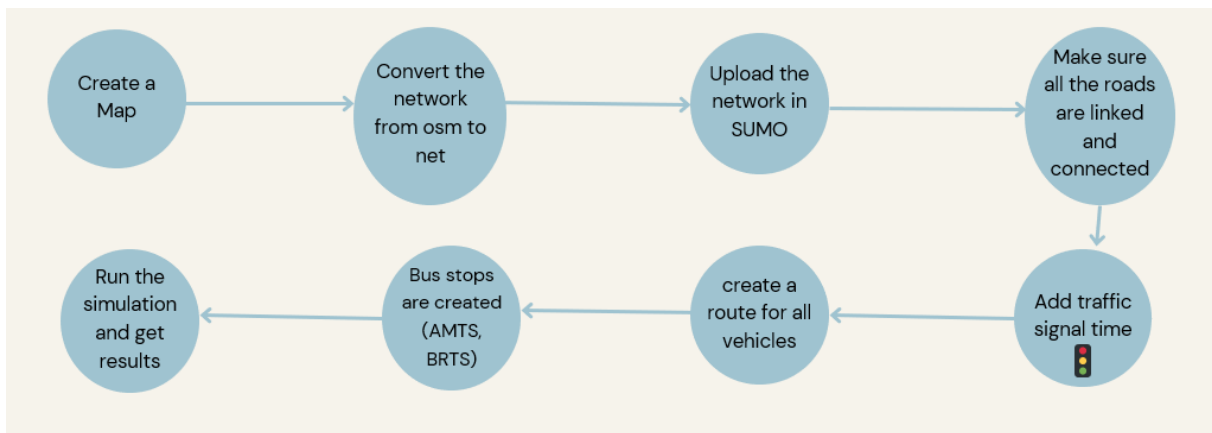 Create a
Map
Convert the
network
from osm to
net
Upload the
network in
SUMO
Make sure
all the roads
are linked
and
connected
Add traffic
signal time
create a
route for all
vehicles
Bus stops
are created
(AMTS,
BRTS)
Run the
simulation
and get
results